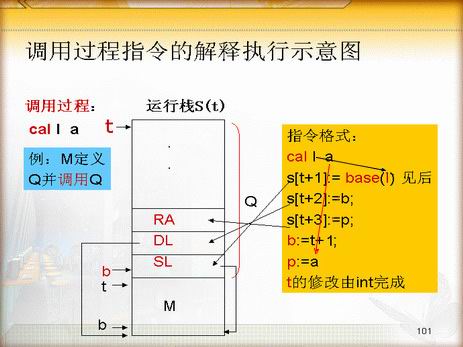 调用过程指令的解释执行示意图
调用过程：
cal l a
运行栈S(t)
t
例：M定义
Q并调用Q
.
.
RA
DL
SL
M
b
t
b
Q
指令格式：
cal l a
s[t+1]:= base(l) 见后
s[t+2]:=b;
s[t+3]:=p;
b:=t+1;
p:=a
t的修改由int完成
101